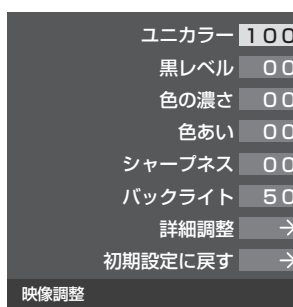 ユニカラー 100
黒レベル 00
色の濃さ 00
色あい 00
シャープネス 00
バックライト 50
詳細調整 →
初期設定に戻す →
映像調整